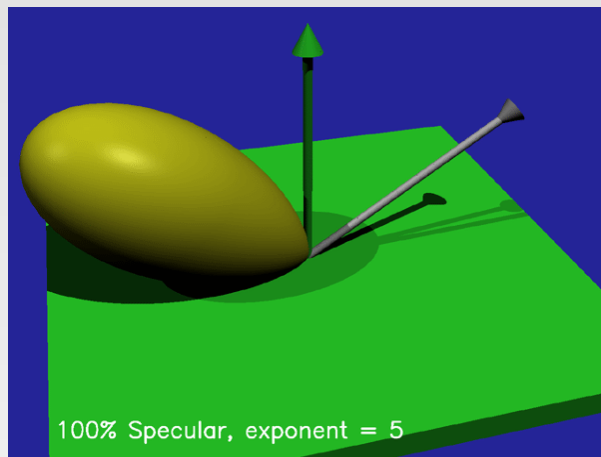 100% Specular, exponent = 5